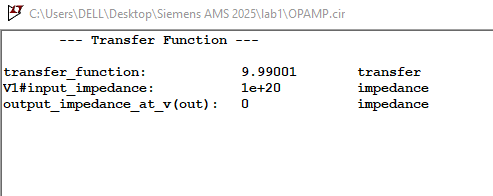 C:\Users\DELL\Desktop\Siemens AMS 2025\lab1\OPAMP.cir
--- Transfer Function ---
transfer_function: 9.99001 transfer
V1#input_impedance: 1e+20 impedance
output_impedance_at_v(out): 0 impedance